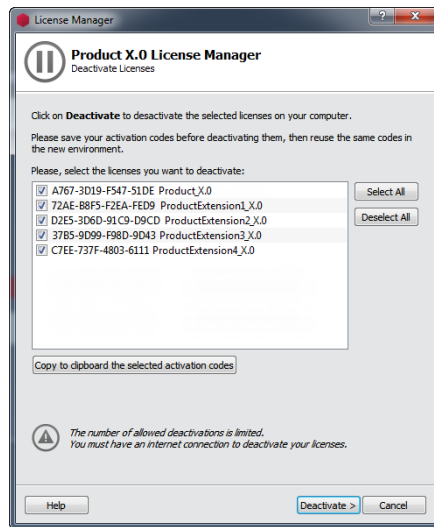 License Manager
Product X.0 License Manager
Deactivate Licenses
Click on Deactivate to desactivate the selected licenses on your computer.
Please save your activation codes before deactivating them, then reuse the same codes in
the new environment.
Please, select the licenses you want to deactivate:
A767-3D19-F547-51DE Product_X.0
72AE-B8F5-F2EA-FED9 ProductExtension1_X.0
D2E5-3D6D-91C9-D9CD ProductExtension2_X.0
37B5-9D99-F98D-9D43 ProductExtension3_X.0
C7EE-737F-4803-6111 ProductExtension4_X.0
Select All
Deselect All
Copy to clipboard the selected activation codes
The number of allowed deactivations is limited.
You must have an internet connection to deactivate your licenses.
Help
Deactivate >
Cancel